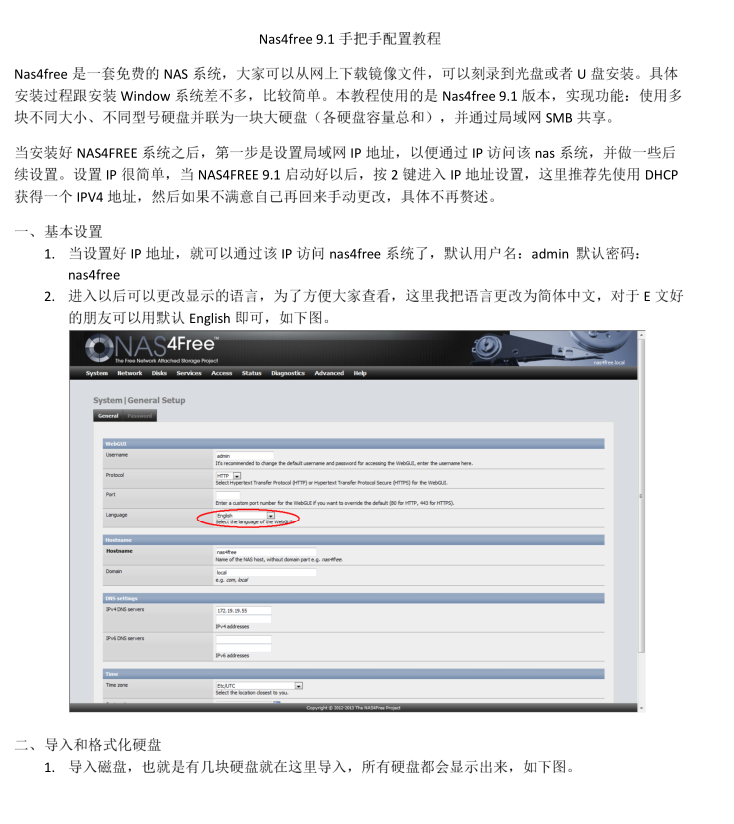 Nas4free 9.1 手把手配置教程
Nas4free 是一套免费的 NAS 系统，大家可以从网上下载镜像文件，可以刻录到光盘或者 U 盘安装。具体
安装过程跟安装 Window 系统差不多，比较简单。本教程使用的是 Nas4free 9.1 版本，实现功能：使用多
块不同大小、不同型号硬盘并联为一块大硬盘（各硬盘容量总和），并通过局域网 SMB 共享。
当安装好 NAS4FREE 系统之后，第一步是设置局域网 IP 地址，以便通过 IP 访问该 nas 系统，并做一些后
续设置。设置 IP 很简单，当 NAS4FREE 9.1 启动好以后，按 2 键进入 IP 地址设置，这里推荐先使用 DHCP
获得一个 IPV4 地址，然后如果不满意自己再回来手动更改，具体不再赘述。
一、基本设置
1. 当设置好 IP 地址，就可以通过该 IP 访问 nas4free 系统了，默认用户名：admin 默认密码：
nas4free
2. 进入以后可以更改显示的语言，为了方便大家查看，这里我把语言更改为简体中文，对于 E 文好
的朋友可以用默认 English 即可，如下图。
NAS4Free™
The Free Network Attached Storage Project
nas4free.local
System Network Disks Services Access Status Diagnostics Advanced Help
System|General Setup
General Password
WebGUI
Username admin
It's recommended to change the default username and password for accessing the WebGUI, enter the username here.
Protocol HTTP
Select Hypertext Transfer Protocol (HTTP) or Hypertext Transfer Protocol Secure (HTTPS) for the WebGUI.
Port
Enter a custom port number for the WebGUI if you want to override the default (80 for HTTP, 443 for HTTPS).
Language English
Select the language of the WebGUI.
Hostname
Hostname nas4free
Name of the NAS host, without domain part e.g. nas4free.
Domain local
e.g. com, local
DNS settings
IPv4 DNS servers 172.19.19.55
IPv4 addresses
IPv6 DNS servers
IPv6 addresses
Time
Time zone Etc/UTC
Select the location closest to you.
Copyright © 2012-2013 The NAS4Free Project
二、导入和格式化硬盘
1. 导入磁盘，也就是有几块硬盘就在这里导入，所有硬盘都会显示出来，如下图。